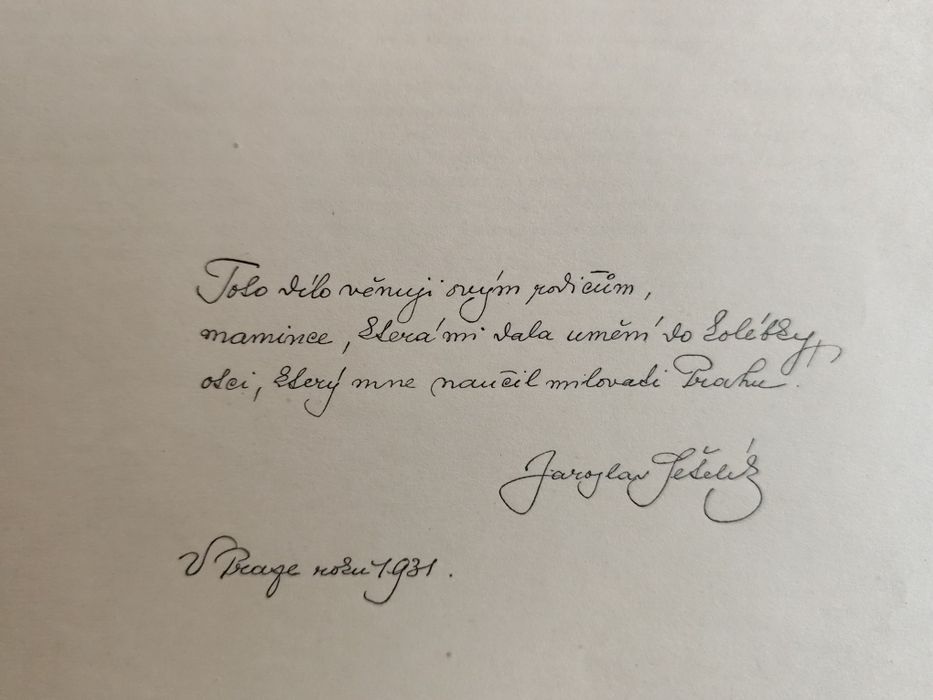 Toto dílo věnuji svým rodičům,
mamince, která mi dala umění do kolébky,
otci, který mne naučil milovati Prahu.
Jaroslav
V Praze roku 1931.